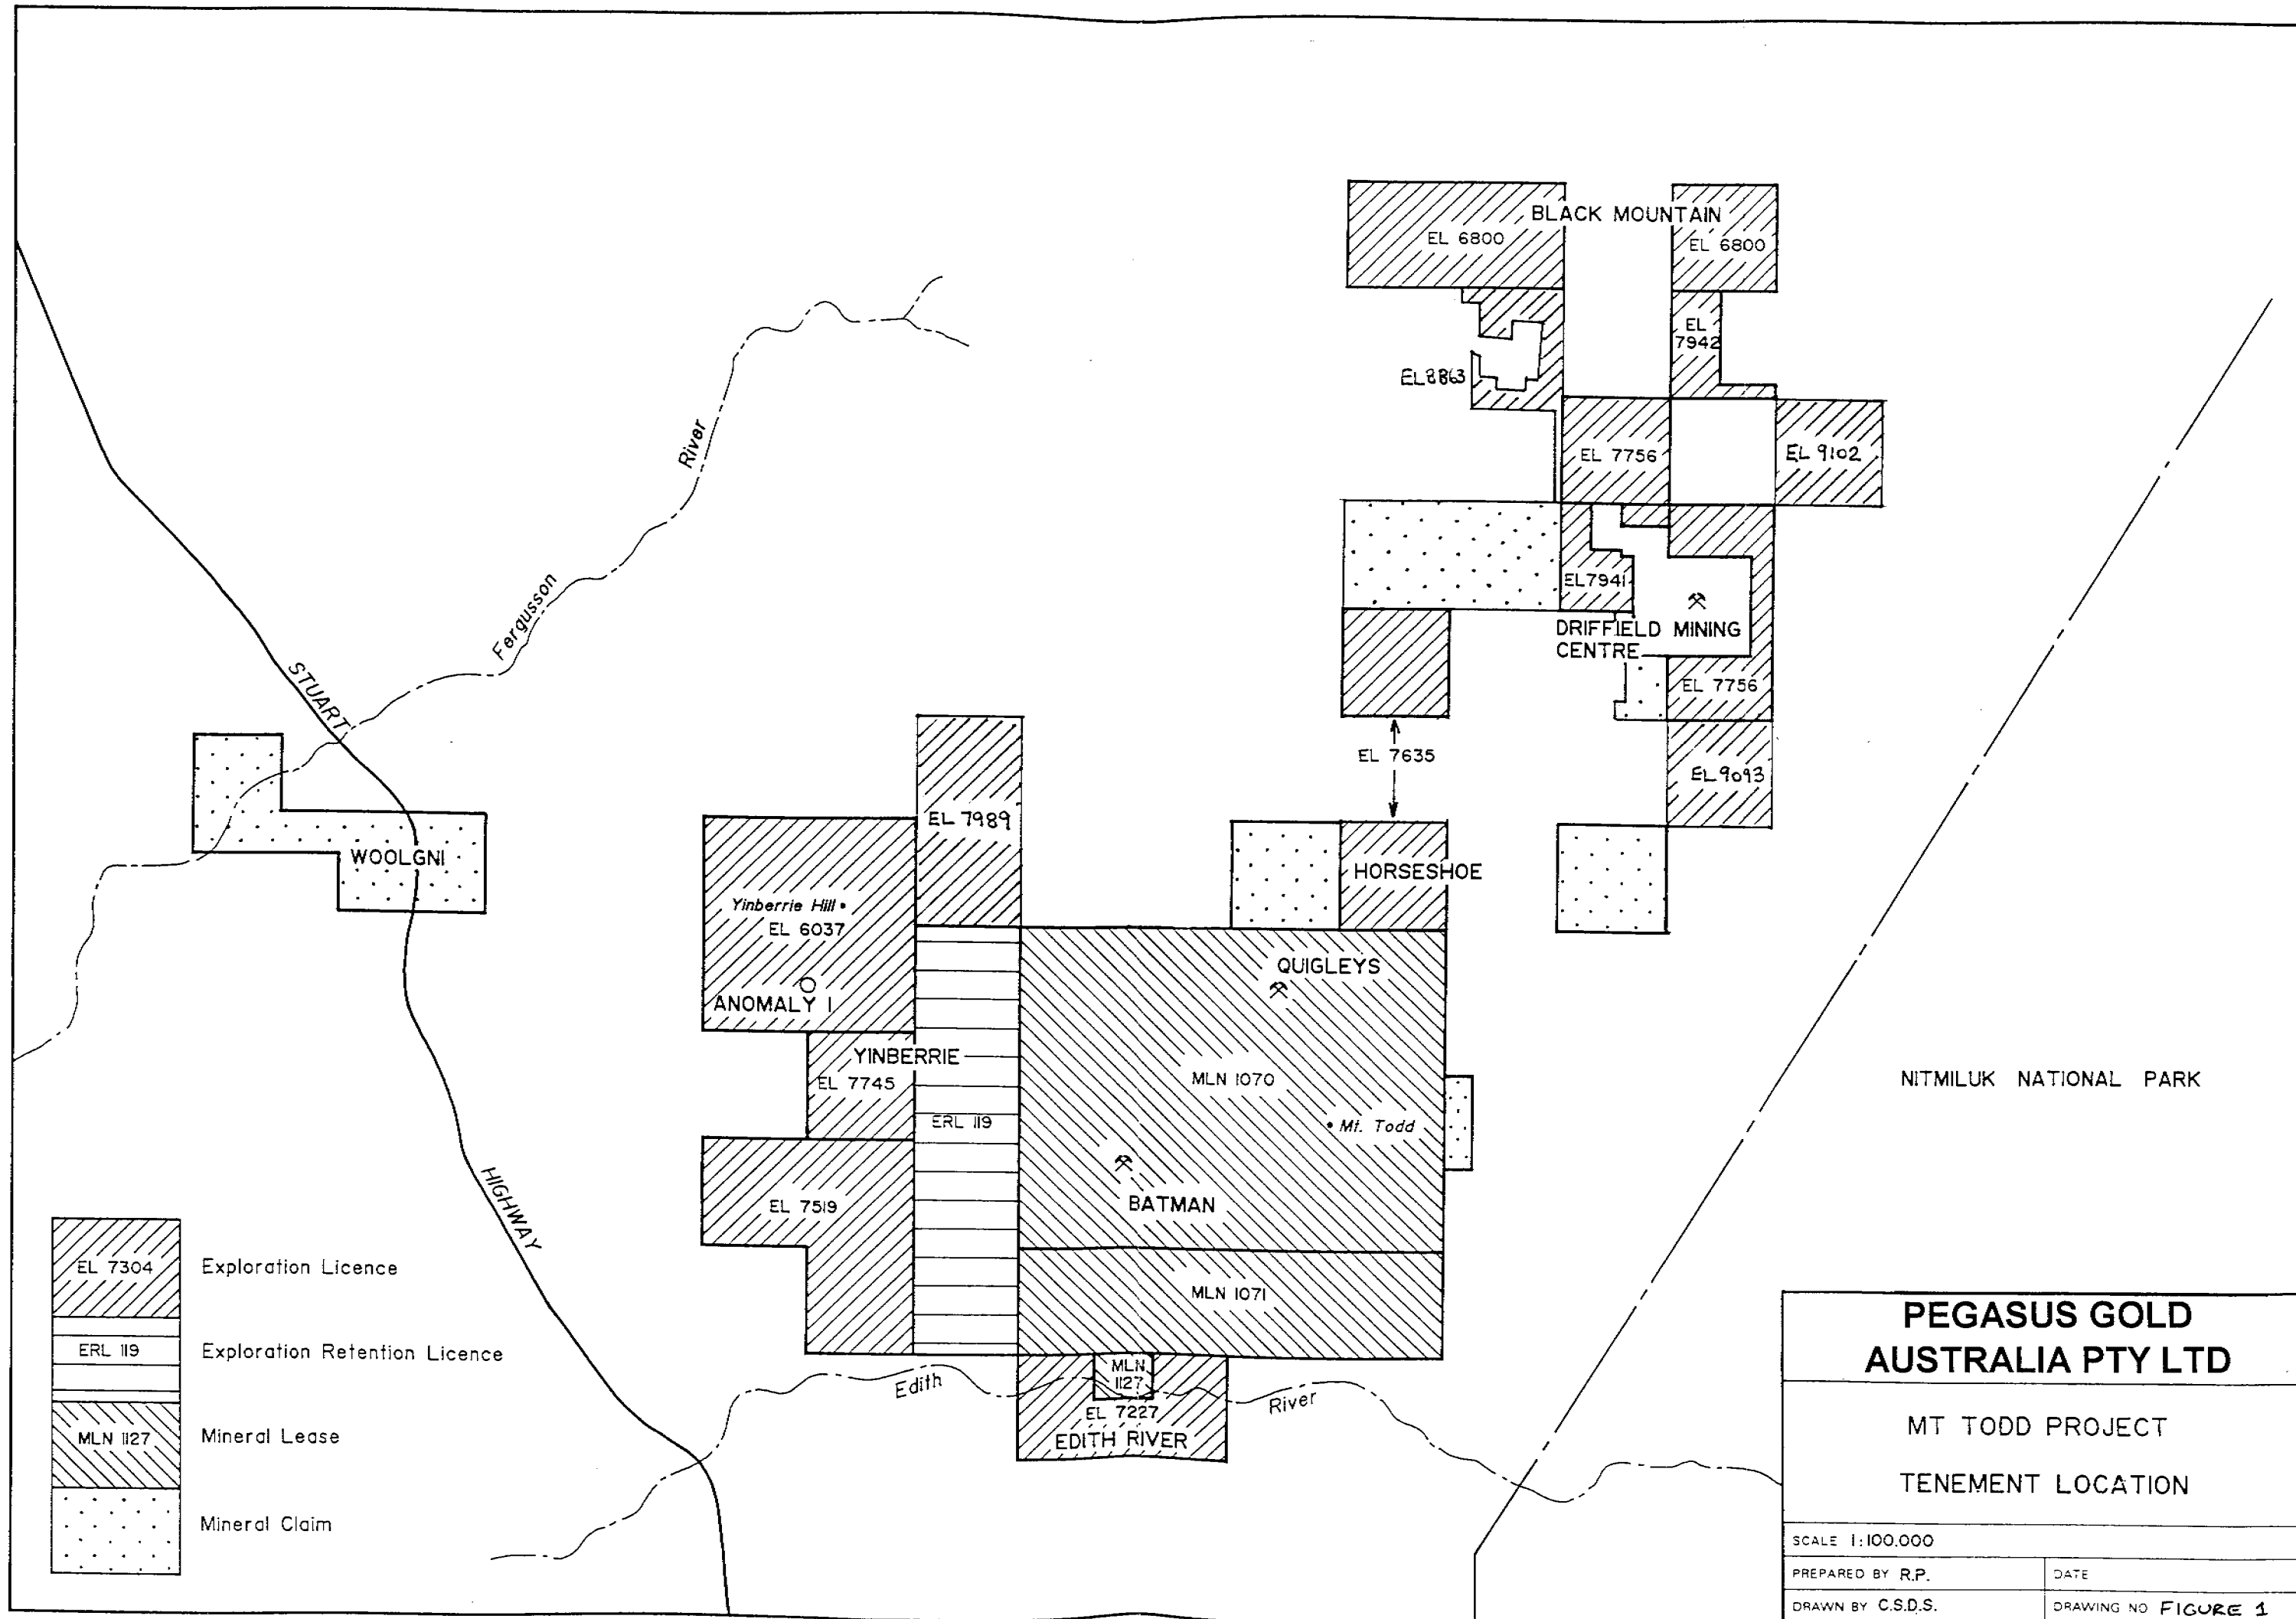 BLACK MOUNTAIN
EL 6800
EL 6800
EL
7942
EL8863
EL 7756
EL 9102
River
Fergusson
EL7941
DRIFFIELD MINING
CENTRE
EL 7756
STUART
EL 7635
EL 9093
EL 7989
WOOLGNI
HORSESHOE
Yinberrie Hill
EL 6037
QUIGLEYS
ANOMALY 1
YINBERRIE
EL 7745
MLN 1070
NITMILUK NATIONAL PARK
ERL 119
Mt. Todd
HIGHWAY
EL 7519
BATMAN
EL 7304
Exploration Licence
MLN 1071
ERL 119
Exploration Retention Licence
MLN
1127
Edith
River
EL 7227
EDITH RIVER
MLN 1127
Mineral Lease
Mineral Claim
PEGASUS GOLD
AUSTRALIA PTY LTD
MT TODD PROJECT
TENEMENT LOCATION
SCALE 1:100,000
PREPARED BY R.P.
DATE
DRAWN BY C.S.D.S.
DRAWING NO FIGURE 1